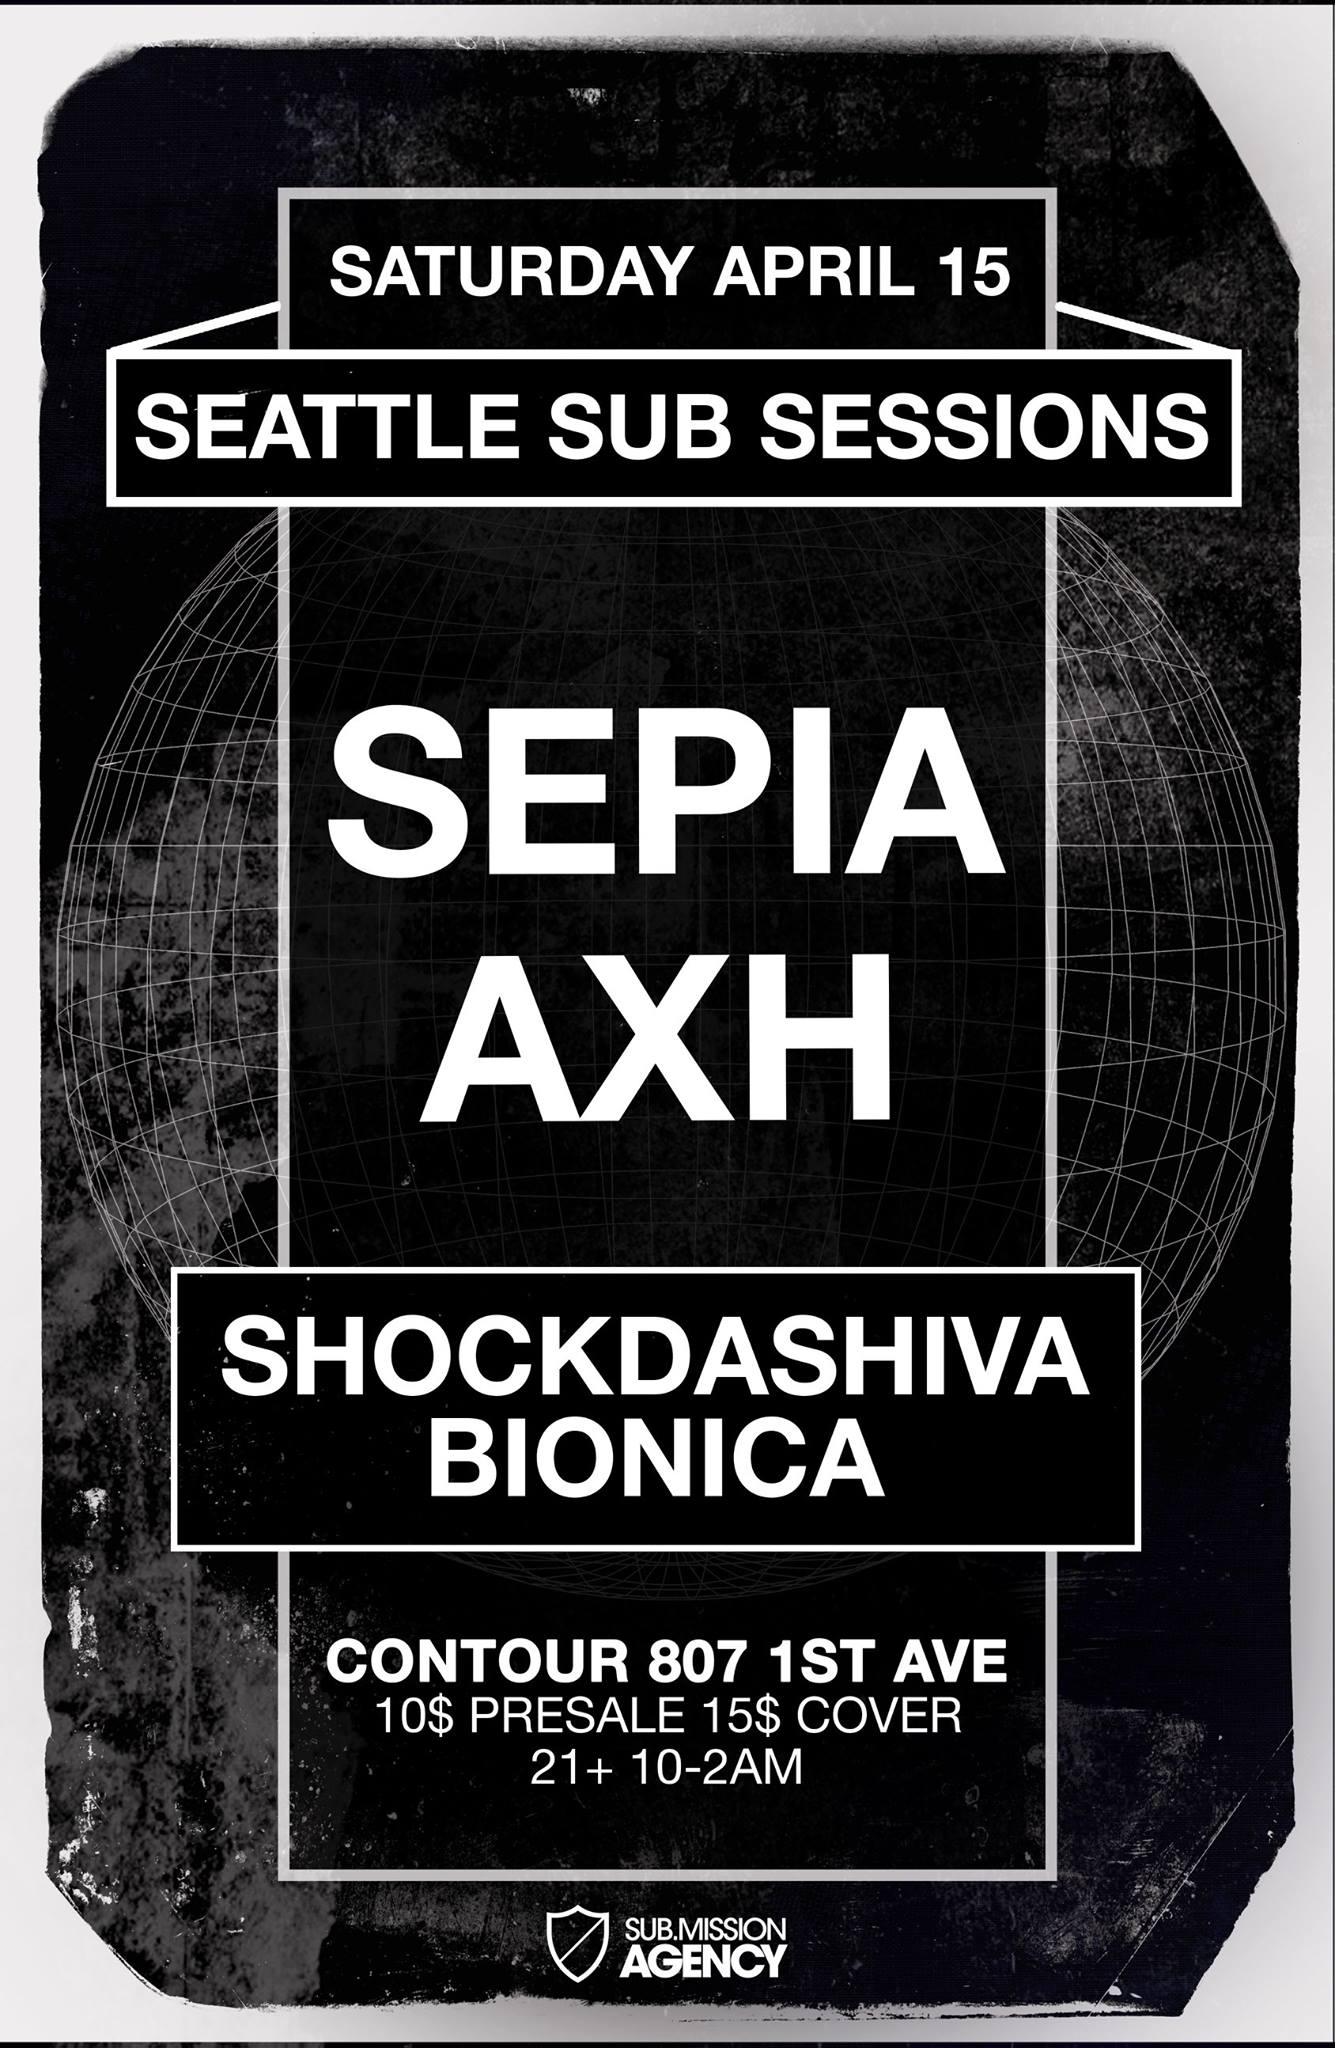 SATURDAY APRIL 15
SEATTLE SUB SESSIONS
SEPIA
AXH
SHOCKDASHIVA
BIONICA
CONTOUR 807 1ST AVE
10$ PRESALE 15$ COVER
21+ 10-2AM
SUB.MISSION
AGENCY